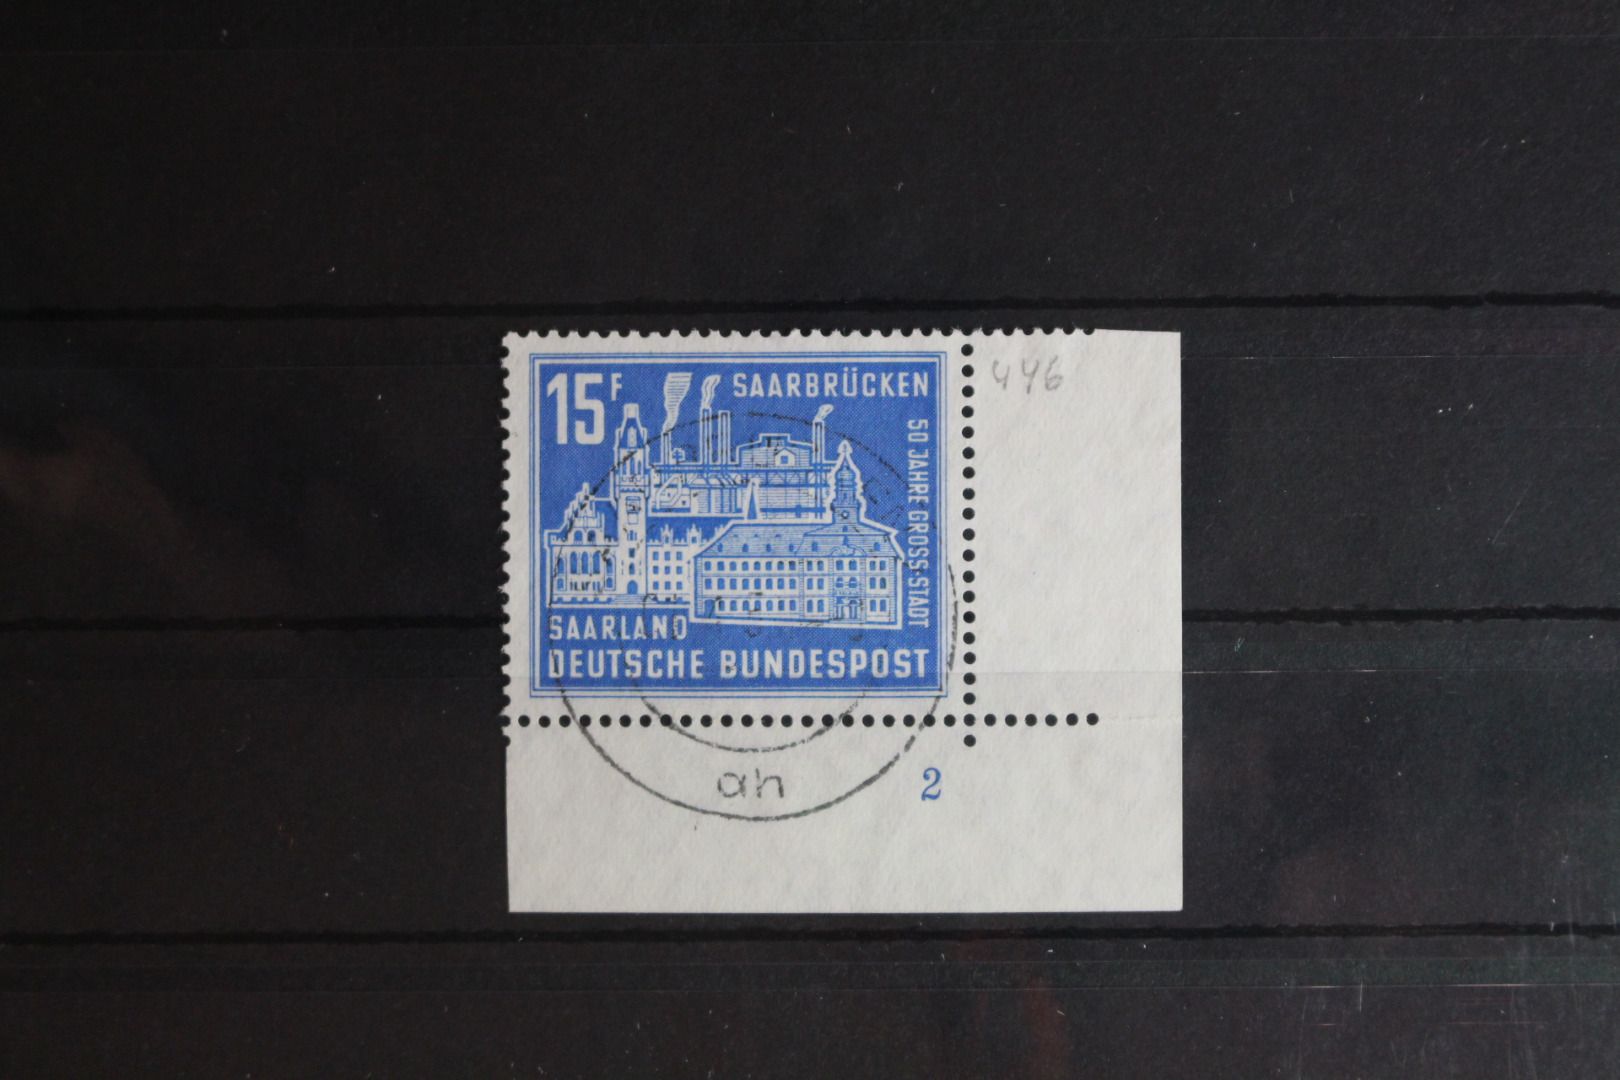 15F
SAARBRÜCKEN
50 JAHRE GROSS-STADT
SAARLAND
DEUTSCHE BUNDESPOST
446
ah
2